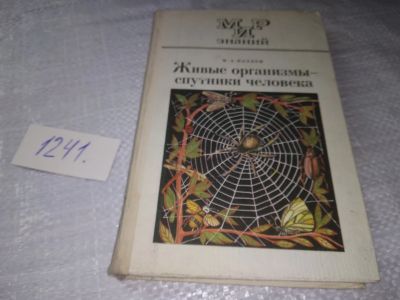 МИР
знаний
Живые организмы–
спутники человека
1241.